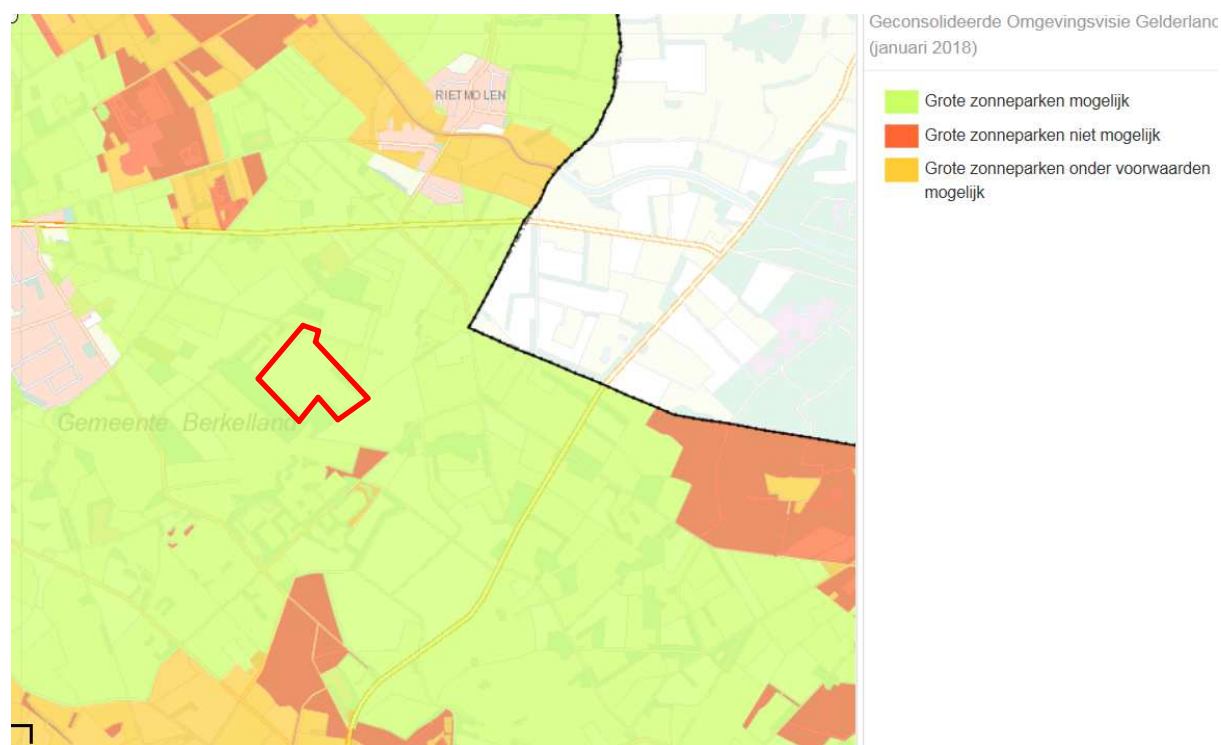 Geconsolideerde Omgevingsvisie Gelderland
(januari 2018)
Grote zonneparken mogelijk
Grote zonneparken niet mogelijk
Grote zonneparken onder voorwaarden
mogelijk
RIETMOLEN
Gemeente Berkelland